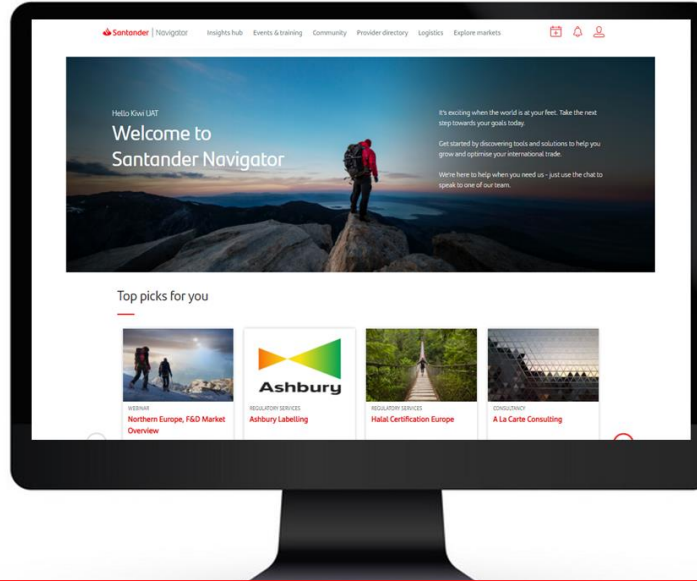 Santander | Navigator
Insights hub Events & training Community Provider directory Logistics Explore markets
Hello Kiwi UAT
Welcome to
Santander Navigator
It's exciting when the world is at your feet. Take the next
step towards your goals today.
Get started by discovering tools and solutions to help you
grow and optimise your international trade.
We're here to help when you need us - just use the chat to
speak to one of our team.
Top picks for you
WEBINAR
Northern Europe, F&D Market
Overview
Ashbury
REGULATORY SERVICES
Ashbury Labelling
REGULATORY SERVICES
Halal Certification Europe
CONSULTANCY
A La Carte Consulting